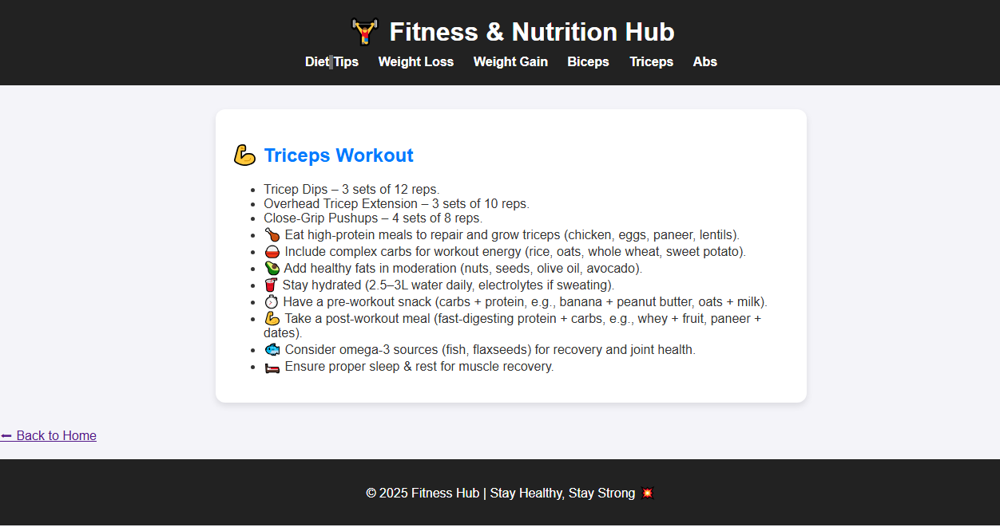 🏋️ Fitness & Nutrition Hub
Diet Tips Weight Loss Weight Gain Biceps Triceps Abs
💪 Triceps Workout
• Tricep Dips – 3 sets of 12 reps.
• Overhead Tricep Extension – 3 sets of 10 reps.
• Close-Grip Pushups – 4 sets of 8 reps.
• 🍗 Eat high-protein meals to repair and grow triceps (chicken, eggs, paneer, lentils).
• 🍚 Include complex carbs for workout energy (rice, oats, whole wheat, sweet potato).
• 🥑 Add healthy fats in moderation (nuts, seeds, olive oil, avocado).
• 🥤 Stay hydrated (2.5–3L water daily, electrolytes if sweating).
• ⏱️ Have a pre-workout snack (carbs + protein, e.g., banana + peanut butter, oats + milk).
• 💪 Take a post-workout meal (fast-digesting protein + carbs, e.g., whey + fruit, paneer +
dates).
• 🐟 Consider omega-3 sources (fish, flaxseeds) for recovery and joint health.
• 🛏️ Ensure proper sleep & rest for muscle recovery.
⬅ Back to Home
© 2025 Fitness Hub | Stay Healthy, Stay Strong 💥